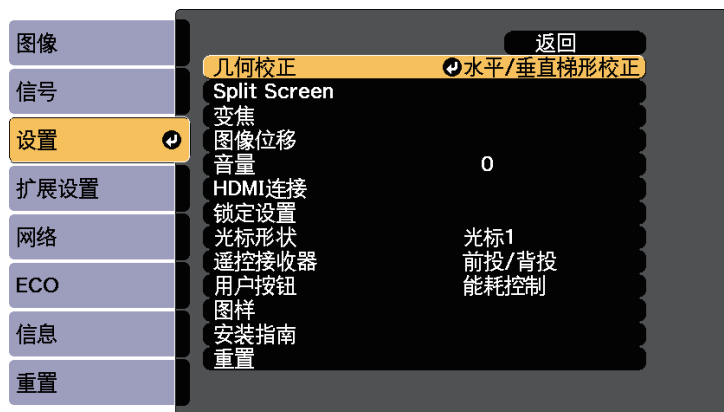 图像
信号
设置
扩展设置
网络
ECO
信息
重置
返回
几何校正 水平/垂直梯形校正
Split Screen
变焦
图像位移
音量 0
HDMI连接
锁定设置
光标形状 光标1
遥控接收器 前投/背投
用户按钮 能耗控制
图样
安装指南
重置